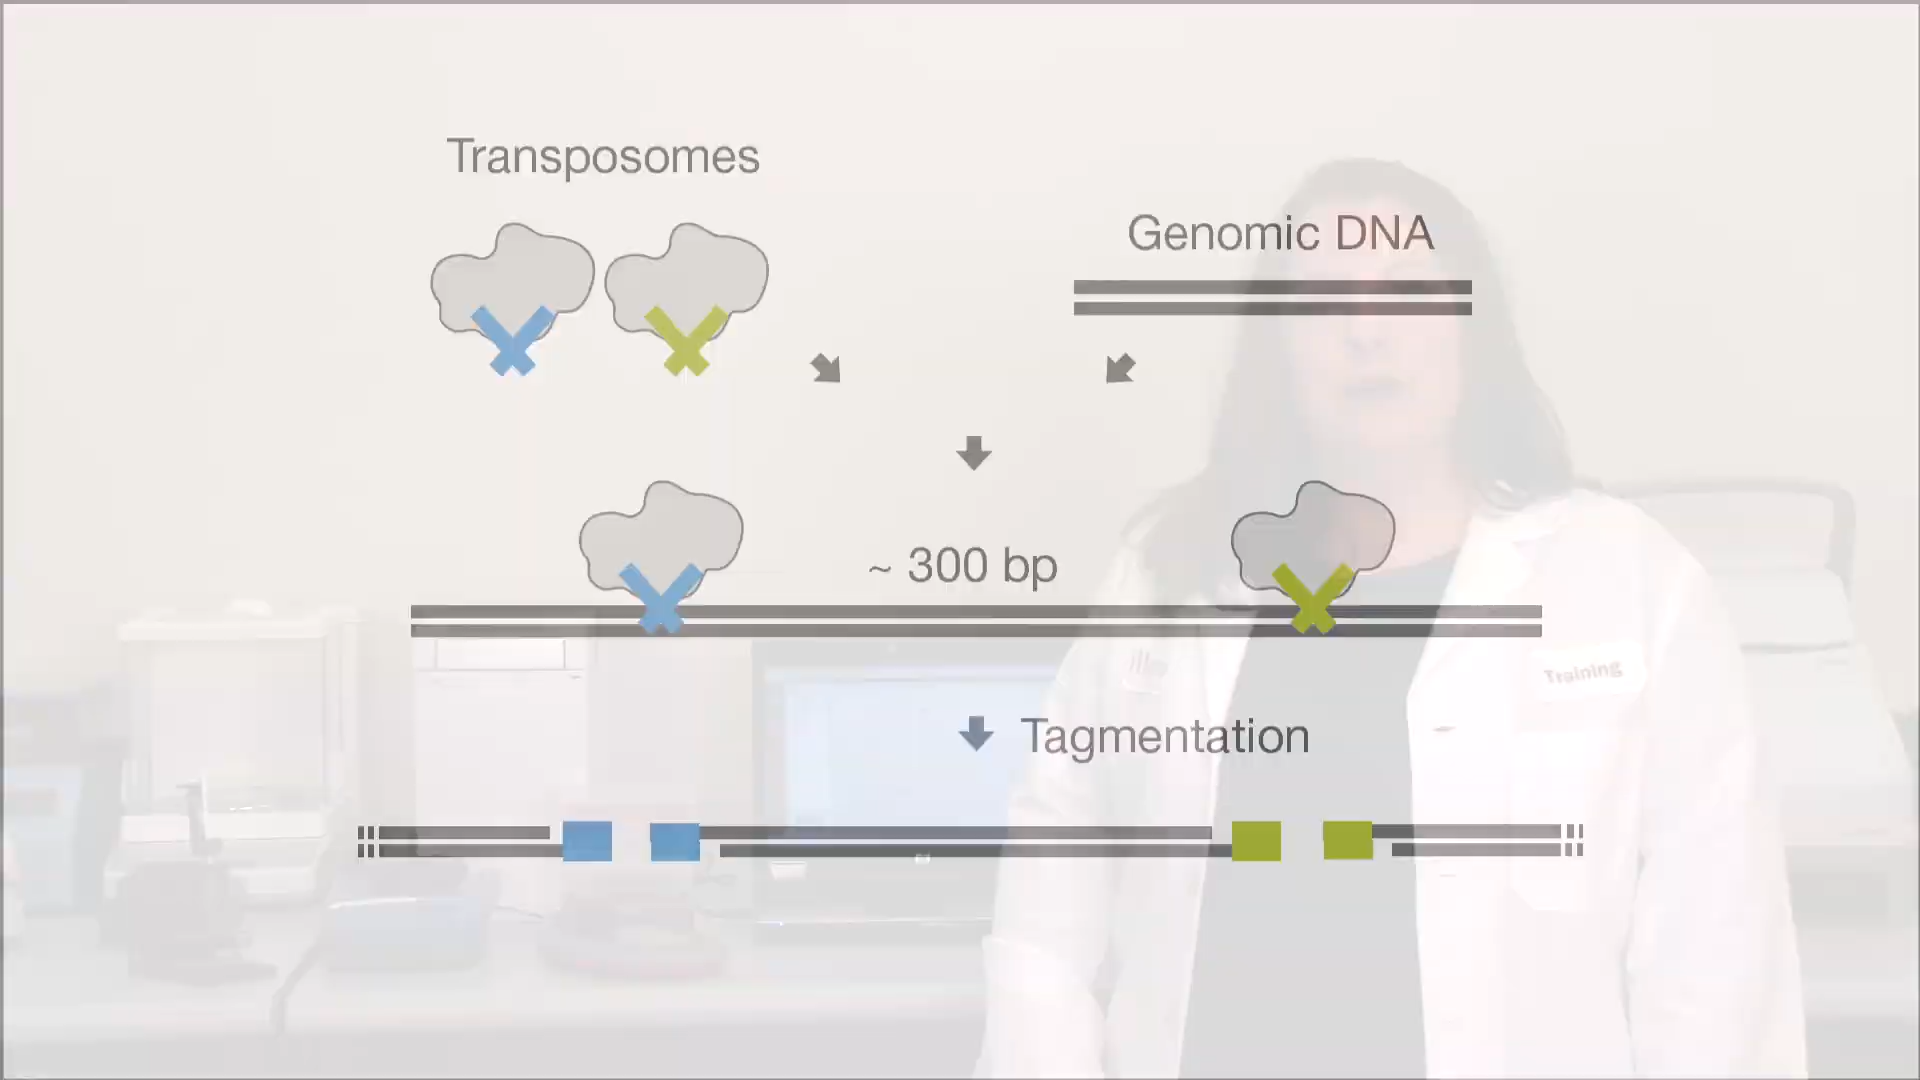 Transposomes
Genomic DNA
~ 300 bp
Training
Tagmentation